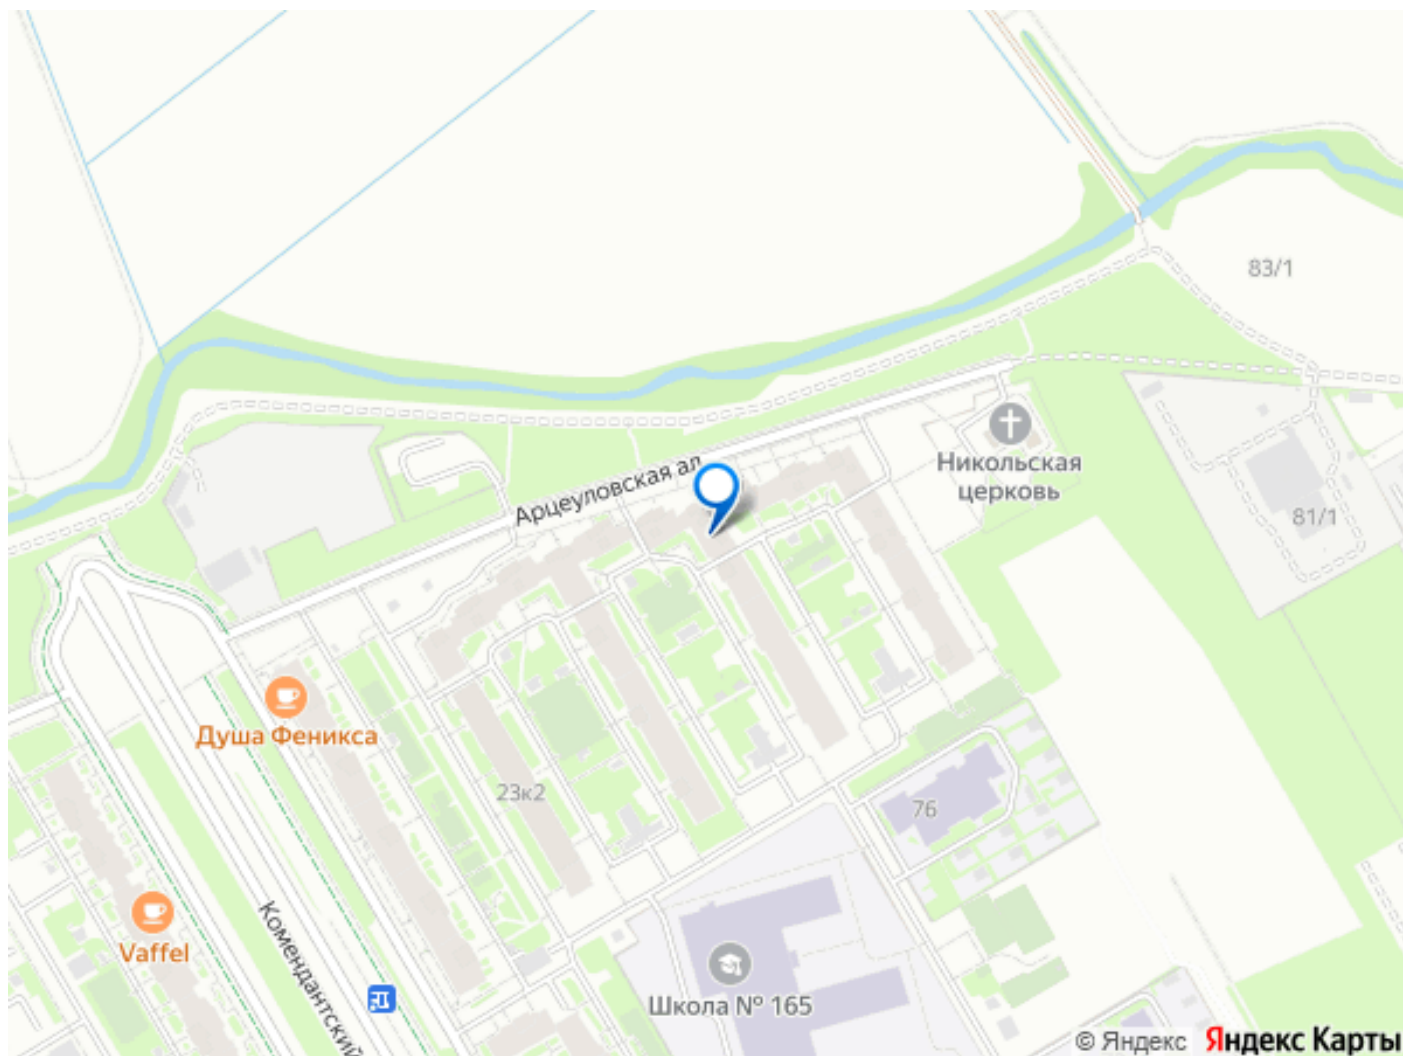 83/1
Арцеуловская ал.
Никольская
церковь
81/1
Душа Феникса
23к2
76
Vaffel
Комендантский
Школа № 165
© Яндекс Яндекс Карты